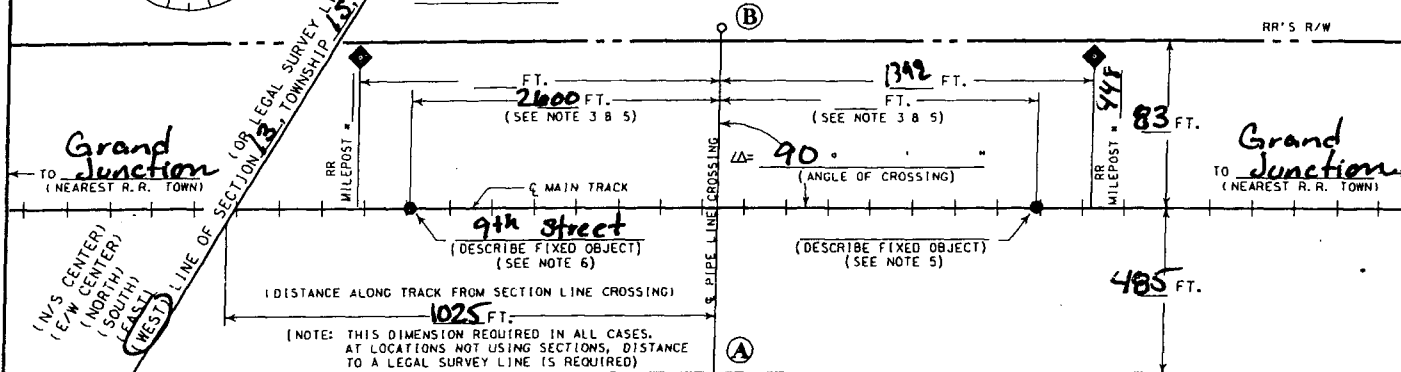 B
RR'S R/W
(OR LEGAL SURVEY
LINE OF SECTION 13, TOWNSHIP 15,
FT.
1392 FT.
2600 FT.
FT.
(SEE NOTE 3 & 5)
(SEE NOTE 3 & 5)
RR MILEPOST =
RR MILEPOST = 448
83 FT.
PIPE LINE CROSSING
∠Δ= 90 ° ' "
(ANGLE OF CROSSING)
TO Grand Junction
(NEAREST R.R. TOWN)
TO Grand Junction
(NEAREST R.R. TOWN)
MAIN TRACK
9th Street
(DESCRIBE FIXED OBJECT)
(SEE NOTE 6)
(DESCRIBE FIXED OBJECT)
(SEE NOTE 5)
485 FT.
(N/S CENTER)
(E/W CENTER)
(NORTH)
(SOUTH)
(EAST)
(WEST)
(DISTANCE ALONG TRACK FROM SECTION LINE CROSSING)
1025 FT.
(NOTE: THIS DIMENSION REQUIRED IN ALL CASES.
AT LOCATIONS NOT USING SECTIONS, DISTANCE
TO A LEGAL SURVEY LINE IS REQUIRED)
A